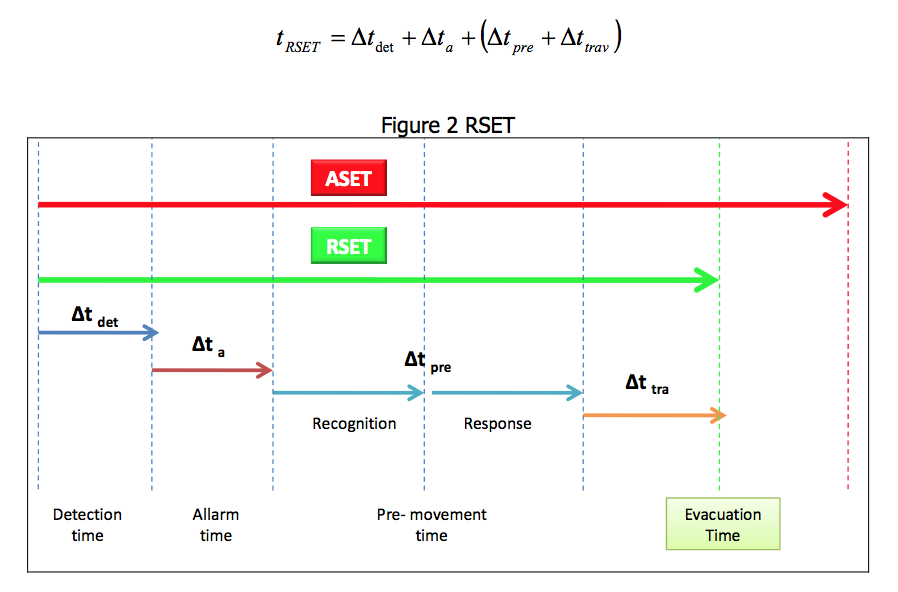 t_RSET = Δt_det + Δt_a + (Δt_pre + Δt_trav)
Figure 2 RSET
ASET
RSET
Δt det
Δt a
Δt pre
Δt tra
Recognition
Response
Detection
time
Allarm
time
Pre- movement
time
Evacuation
Time